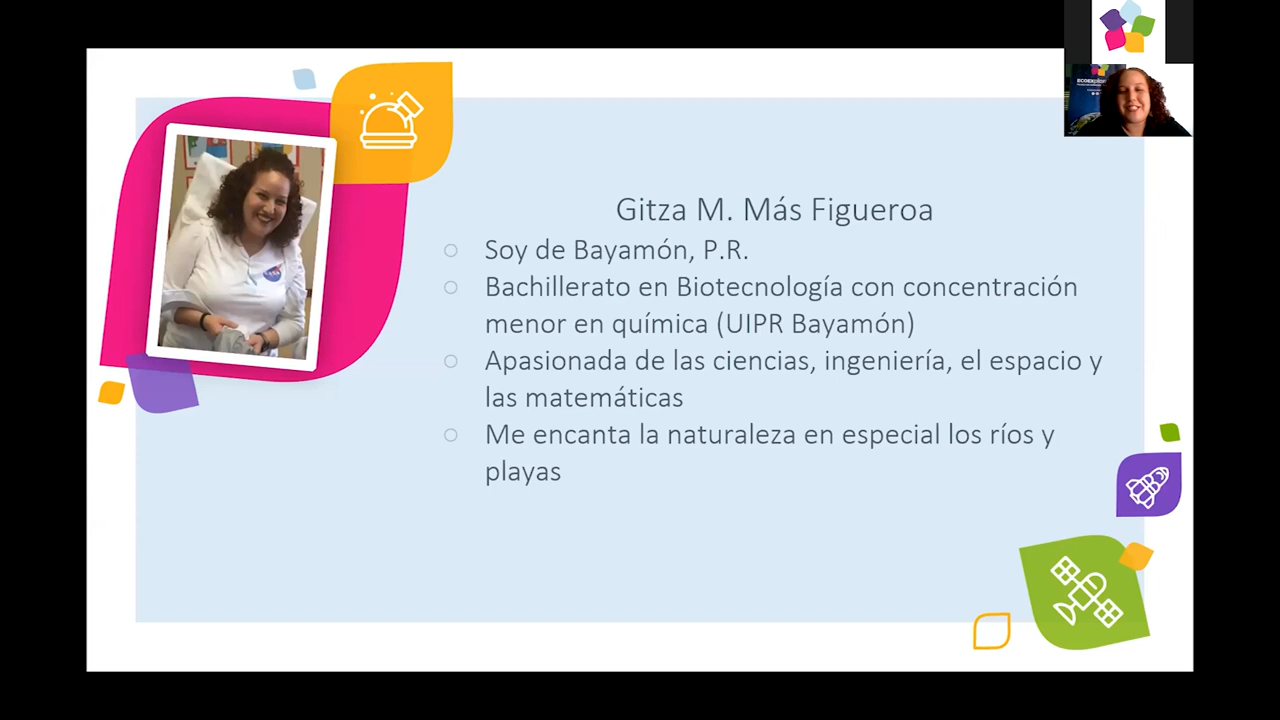 Gitza M. Más Figueroa
Soy de Bayamón, P.R.
Bachillerato en Biotecnología con concentración
menor en química (UIPR Bayamón)
Apasionada de las ciencias, ingeniería, el espacio y
las matemáticas
Me encanta la naturaleza en especial los ríos y
playas
NASA